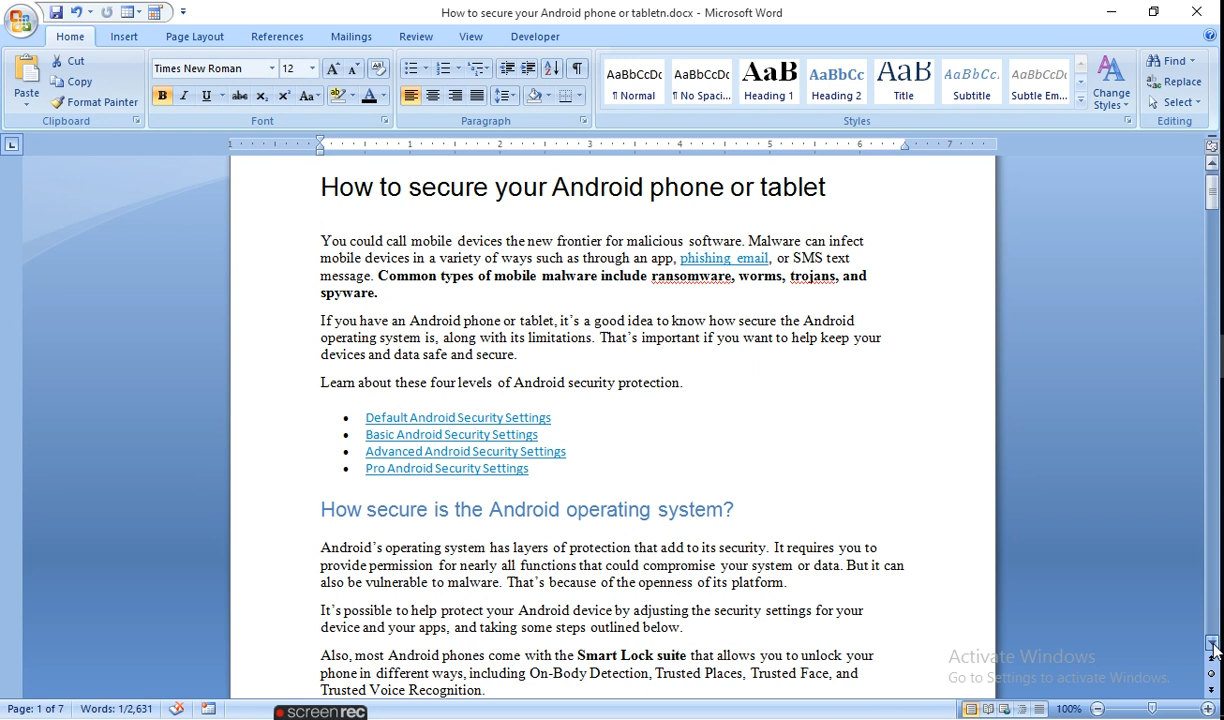 How to secure your Android phone or tabletn.docx - Microsoft Word
Home Insert Page Layout References Mailings Review View Developer
Paste Cut Copy Format Painter Clipboard
Times New Roman 12 Font
Paragraph
AaBbCcDc AaBbCcDc AaB AaBbCc AaB AaBbCc. AaBbCcDc
¶ Normal ¶ No Spaci... Heading 1 Heading 2 Title Subtitle Subtle Em...
Change Styles Styles
Find Replace Select Editing
1 1 2 3 4 5 6 7
How to secure your Android phone or tablet
You could call mobile devices the new frontier for malicious software. Malware can infect
mobile devices in a variety of ways such as through an app, phishing email, or SMS text
message. Common types of mobile malware include ransomware, worms, trojans, and
spyware.
If you have an Android phone or tablet, it's a good idea to know how secure the Android
operating system is, along with its limitations. That's important if you want to help keep your
devices and data safe and secure.
Learn about these four levels of Android security protection.
• Default Android Security Settings
• Basic Android Security Settings
• Advanced Android Security Settings
• Pro Android Security Settings
How secure is the Android operating system?
Android's operating system has layers of protection that add to its security. It requires you to
provide permission for nearly all functions that could compromise your system or data. But it can
also be vulnerable to malware. That's because of the openness of its platform.
It's possible to help protect your Android device by adjusting the security settings for your
device and your apps, and taking some steps outlined below.
Also, most Android phones come with the Smart Lock suite that allows you to unlock your
phone in different ways, including On-Body Detection, Trusted Places, Trusted Face, and
Trusted Voice Recognition.
Activate Windows
Go to Settings to activate Windows.
Page: 1 of 7 Words: 1/2,631 100%
screenrec